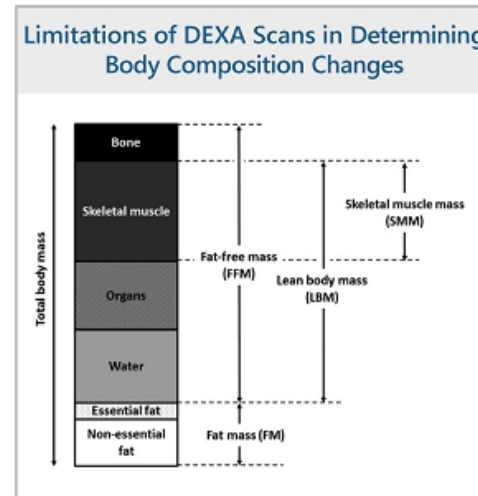 Limitations of DEXA Scans in Determining
Body Composition Changes
Bone
Skeletal muscle
Organs
Water
Essential fat
Non-essential
fat
Total body mass
Fat-free mass
(FFM)
Lean body mass
(LBM)
Skeletal muscle mass
(SMM)
Fat mass (FM)